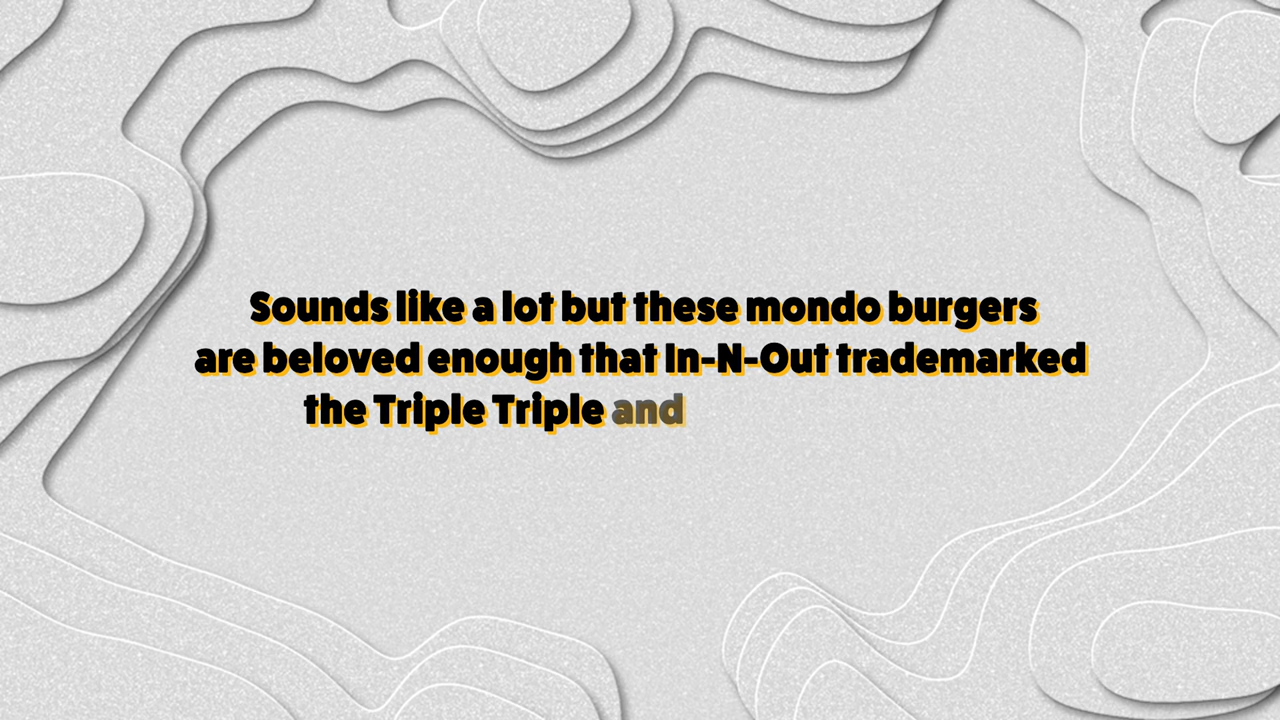 Sounds like a lot but these mondo burgers
are beloved enough that In-N-Out trademarked
the Triple Triple and